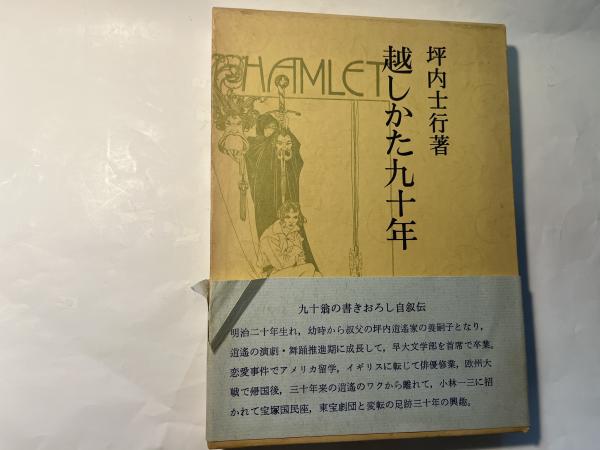 HAMLET
坪内士行著
越しかた九十年
九十翁の書きおろし自叙伝
明治二十年生れ，幼時から叔父の坪内逍遙家の養嗣子となり，
逍遙の演劇・舞踊推進期に成長して，早大文学部を首席で卒業。
恋愛事件でアメリカ留学，イギリスに転じて俳優修業，欧州大
戦で帰国後，三十年来の逍遙のワクから離れて，小林一三に招
かれて宝塚国民座，東宝劇団と変転の足跡三十年の興趣。